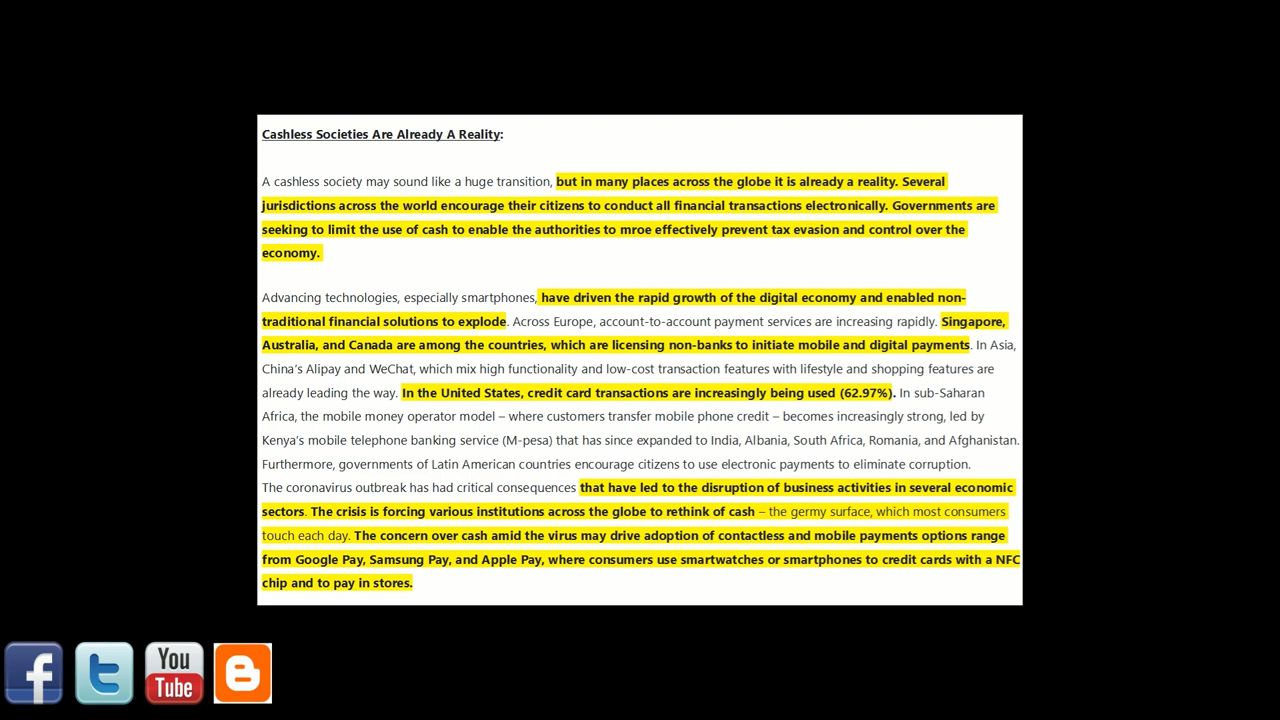 Cashless Societies Are Already A Reality:
A cashless society may sound like a huge transition, but in many places across the globe it is already a reality. Several
jurisdictions across the world encourage their citizens to conduct all financial transactions electronically. Governments are
seeking to limit the use of cash to enable the authorities to mroe effectively prevent tax evasion and control over the
economy.
Advancing technologies, especially smartphones, have driven the rapid growth of the digital economy and enabled non-
traditional financial solutions to explode. Across Europe, account-to-account payment services are increasing rapidly. Singapore,
Australia, and Canada are among the countries, which are licensing non-banks to initiate mobile and digital payments. In Asia,
China's Alipay and WeChat, which mix high functionality and low-cost transaction features with lifestyle and shopping features are
already leading the way. In the United States, credit card transactions are increasingly being used (62.97%). In sub-Saharan
Africa, the mobile money operator model – where customers transfer mobile phone credit – becomes increasingly strong, led by
Kenya's mobile telephone banking service (M-pesa) that has since expanded to India, Albania, South Africa, Romania, and Afghanistan.
Furthermore, governments of Latin American countries encourage citizens to use electronic payments to eliminate corruption.
The coronavirus outbreak has had critical consequences that have led to the disruption of business activities in several economic
sectors. The crisis is forcing various institutions across the globe to rethink of cash – the germy surface, which most consumers
touch each day. The concern over cash amid the virus may drive adoption of contactless and mobile payments options range
from Google Pay, Samsung Pay, and Apple Pay, where consumers use smartwatches or smartphones to credit cards with a NFC
chip and to pay in stores.
f
t
You
Tube
B